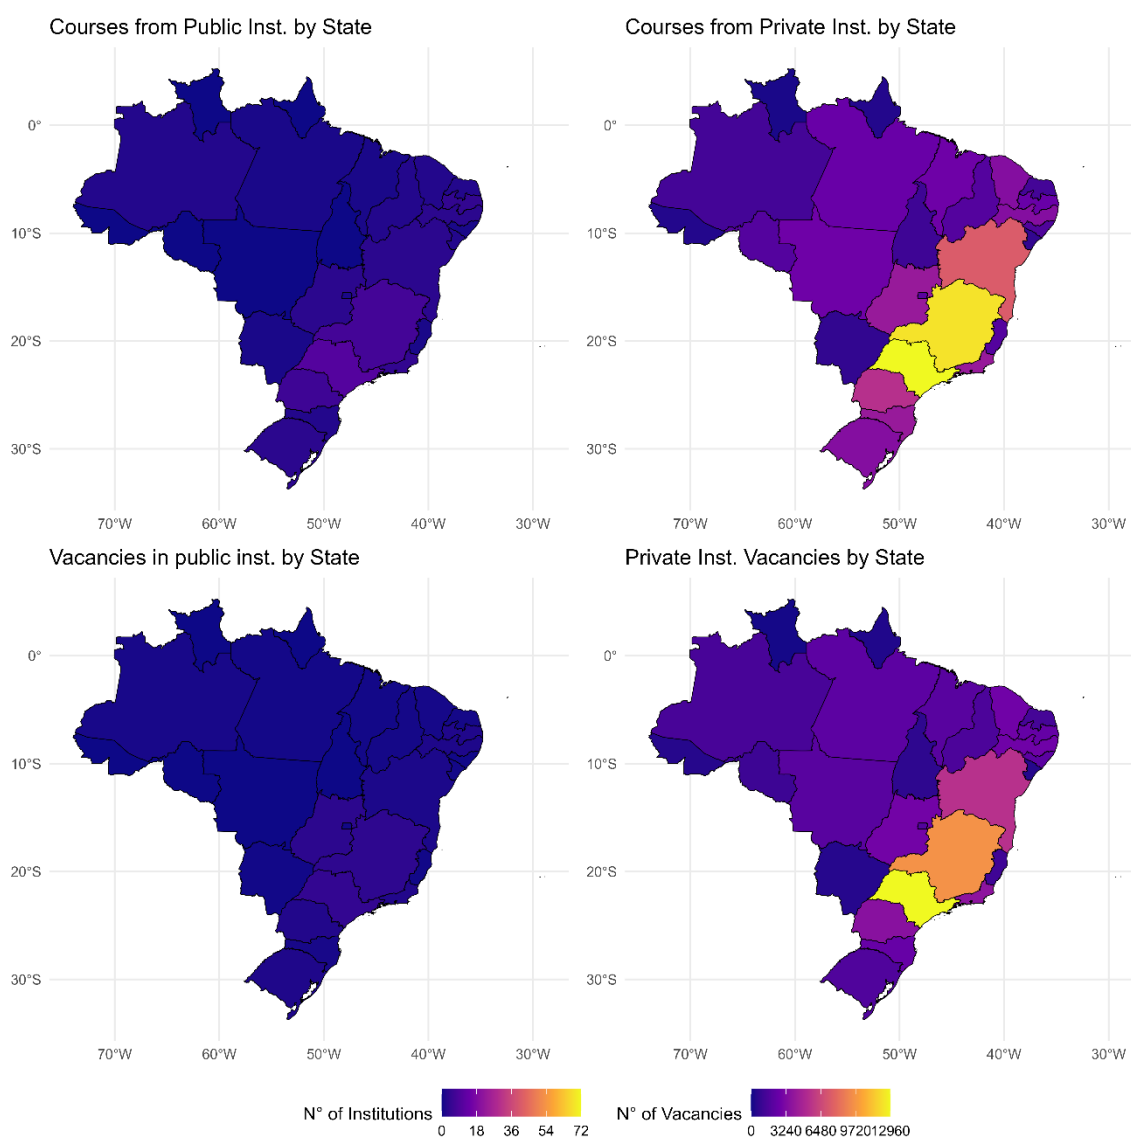 Courses from Public Inst. by State
Courses from Private Inst. by State
0°
10°S
20°S
30°S
70°W 60°W 50°W 40°W 30°W
0°
10°S
20°S
30°S
70°W 60°W 50°W 40°W 30°W
Vacancies in public inst. by State
Private Inst. Vacancies by State
0°
10°S
20°S
30°S
70°W 60°W 50°W 40°W 30°W
0°
10°S
20°S
30°S
70°W 60°W 50°W 40°W 30°W
N° of Institutions
0 18 36 54 72
N° of Vacancies
0 3240 6480 9720 12960